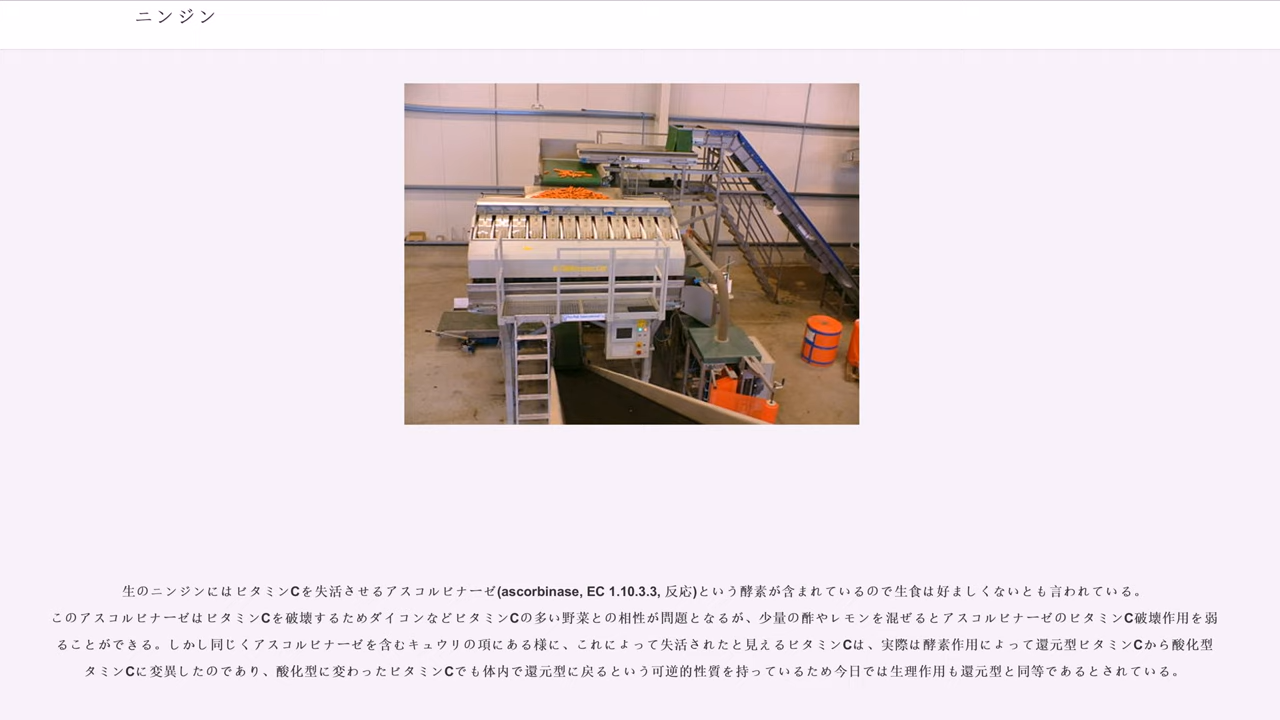 ニンジン
生のニンジンにはビタミンCを失活させるアスコルビナーゼ(ascorbinase, EC 1.10.3.3, 反応)という酵素が含まれているので生食は好ましくないとも言われている。
このアスコルビナーゼはビタミンCを破壊するためダイコンなどビタミンCの多い野菜との相性が問題となるが、少量の酢やレモンを混ぜるとアスコルビナーゼのビタミンC破壊作用を弱
ることができる。しかし同じくアスコルビナーゼを含むキュウリの項にある様に、これによって失活されたと見えるビタミンCは、実際は酵素作用によって還元型ビタミンCから酸化型
タミンCに変異したのであり、酸化型に変わったビタミンCでも体内で還元型に戻るという可逆的性質を持っているため今日では生理作用も還元型と同等であるとされている。